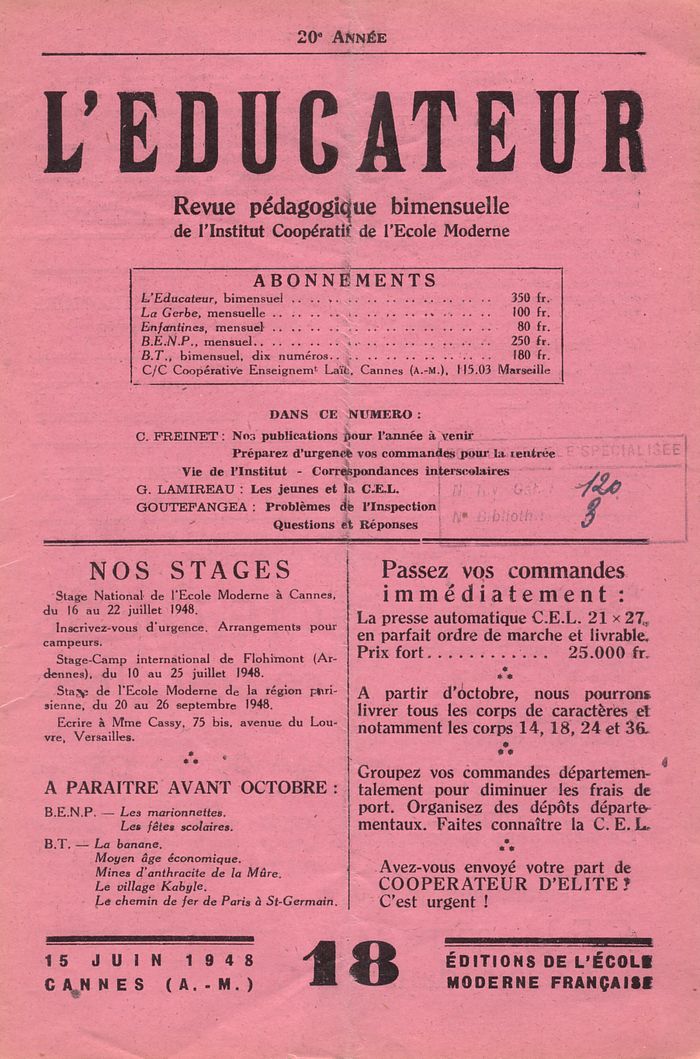 20e ANNÉE
L'EDUCATEUR
Revue pédagogique bimensuelle
de l'Institut Coopératif de l'Ecole Moderne
ABONNEMENTS
L'Educateur, bimensuel .. .. .. .. .. .. .. .. .. .. .. 350 fr.
La Gerbe, mensuelle .. .. .. .. .. .. .. .. .. .. .. .. 100 fr.
Enfantines, mensuel .. .. .. .. .. .. .. .. .. .. .. .. 80 fr.
B.E.N.P., mensuel.. .. .. .. .. .. .. .. .. .. .. .. .. 250 fr.
B.T., bimensuel, dix numéros.. .. .. .. .. .. .. .. .. 180 fr.
C/C Coopérative Enseignemt Laïc, Cannes (A.-M.), 115.03 Marseille
DANS CE NUMERO :
C. FREINET : Nos publications pour l'année à venir
Préparez d'urgence vos commandes pour la rentrée
Vie de l'Institut - Correspondances interscolaires
G. LAMIREAU : Les jeunes et la C.E.L.
GOUTEFANGEA : Problèmes de l'Inspection
Questions et Réponses
SPECIALISEE
120
N° Biblioth. :
3
NOS STAGES
Stage National de l'Ecole Moderne à Cannes,
du 16 au 22 juillet 1948.
Inscrivez-vous d'urgence. Arrangements pour
campeurs.
Stage-Camp international de Flohimont (Ar-
dennes), du 10 au 25 juillet 1948.
Stage de l'Ecole Moderne de la région pari-
sienne, du 20 au 26 septembre 1948.
Ecrire à Mme Cassy, 75 bis, avenue du Lou-
vre, Versailles.
A PARAITRE AVANT OCTOBRE :
B.E.N.P. — Les marionnettes.
Les fêtes scolaires.
B.T. — La banane.
Moyen âge économique.
Mines d'anthracite de la Mûre.
Le village Kabyle.
Le chemin de fer de Paris à St-Germain.
Passez vos commandes
immédiatement :
La presse automatique C.E.L. 21 × 27,
en parfait ordre de marche et livrable.
Prix fort............ 25.000 fr.
A partir d'octobre, nous pourrons
livrer tous les corps de caractères et
notamment les corps 14, 18, 24 et 36.
Groupez vos commandes départemen-
talement pour diminuer les frais de
port. Organisez des dépôts départe-
mentaux. Faites connaître la C.E.L.
Avez-vous envoyé votre part de
COOPERATEUR D'ELITE ?
C'est urgent !
15 JUIN 1948
CANNES (A.-M.)
18
ÉDITIONS DE L'ÉCOLE
MODERNE FRANÇAISE